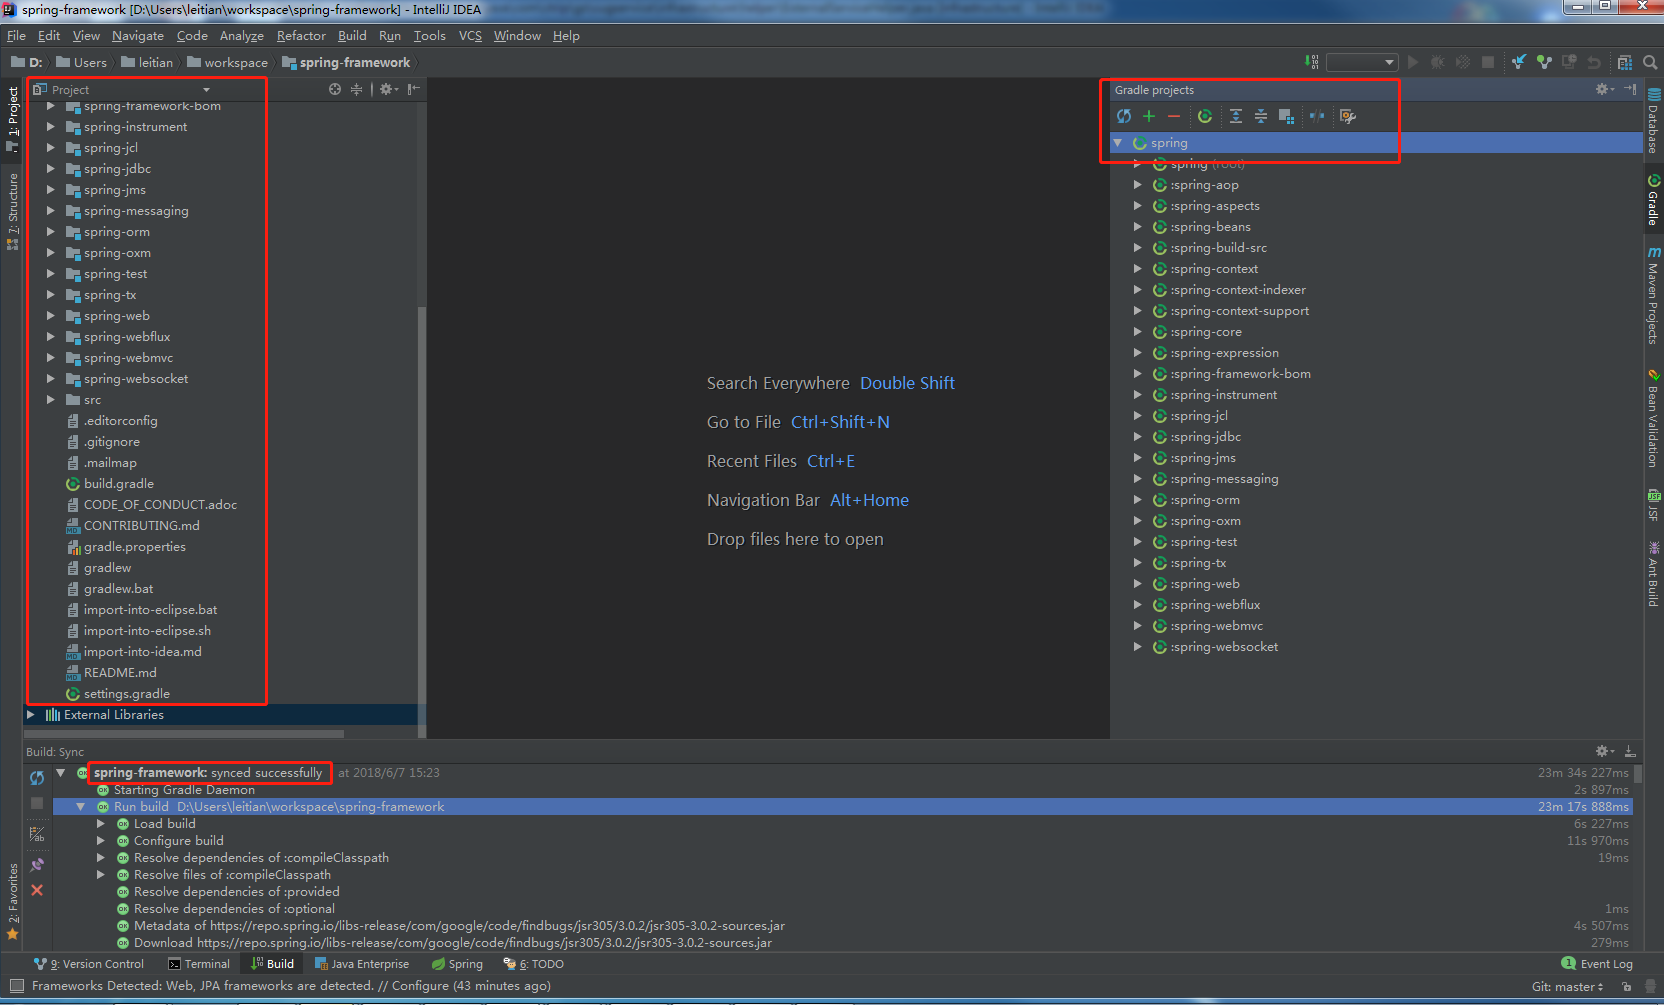 spring-framework [D:\Users\leitian\workspace\spring-framework] - IntelliJ IDEA
File Edit View Navigate Code Analyze Refactor Build Run Tools VCS Window Help
D: Users leitian workspace spring-framework
1: Project
7: Structure
2: Favorites
Project
spring-framework-bom
spring-instrument
spring-jcl
spring-jdbc
spring-jms
spring-messaging
spring-orm
spring-oxm
spring-test
spring-tx
spring-web
spring-webflux
spring-webmvc
spring-websocket
src
.editorconfig
.gitignore
.mailmap
build.gradle
CODE_OF_CONDUCT.adoc
CONTRIBUTING.md
gradle.properties
gradlew
gradlew.bat
import-into-eclipse.bat
import-into-eclipse.sh
import-into-idea.md
README.md
settings.gradle
External Libraries
Search Everywhere Double Shift
Go to File Ctrl+Shift+N
Recent Files Ctrl+E
Navigation Bar Alt+Home
Drop files here to open
Gradle projects
spring
spring (root)
:spring-aop
:spring-aspects
:spring-beans
:spring-build-src
:spring-context
:spring-context-indexer
:spring-context-support
:spring-core
:spring-expression
:spring-framework-bom
:spring-instrument
:spring-jcl
:spring-jdbc
:spring-jms
:spring-messaging
:spring-orm
:spring-oxm
:spring-test
:spring-tx
:spring-web
:spring-webflux
:spring-webmvc
:spring-websocket
Database
Gradle
Maven Projects
Bean Validation
JSF
Ant Build
Build: Sync
spring-framework: synced successfully at 2018/6/7 15:23 23m 34s 227ms
Starting Gradle Daemon 2s 897ms
Run build D:\Users\leitian\workspace\spring-framework 23m 17s 888ms
Load build 6s 227ms
Configure build 11s 970ms
Resolve dependencies of :compileClasspath 19ms
Resolve files of :compileClasspath
Resolve dependencies of :provided
Resolve dependencies of :optional 1ms
Metadata of https://repo.spring.io/libs-release/com/google/code/findbugs/jsr305/3.0.2/jsr305-3.0.2-sources.jar 4s 507ms
Download https://repo.spring.io/libs-release/com/google/code/findbugs/jsr305/3.0.2/jsr305-3.0.2-sources.jar 279ms
9: Version Control Terminal Build Java Enterprise Spring 6: TODO 1 Event Log
Frameworks Detected: Web, JPA frameworks are detected. // Configure (43 minutes ago) Git: master